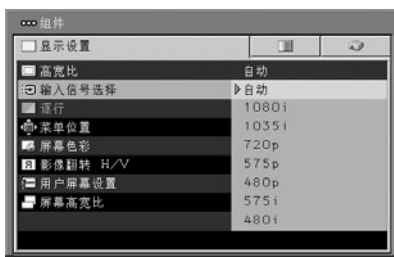 组件
显示设置
高宽比 自动
输入信号选择 自动
逐行 1080i
菜单位置 1035i
屏幕色彩 720p
影像翻转 H/V 575p
用户屏幕设置 480p
屏幕高宽比 575i
480i